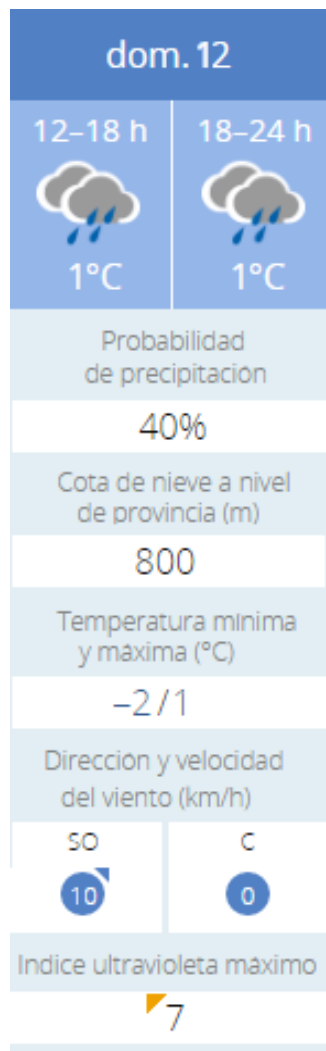 dom. 12
12–18 h 18–24 h
1°C 1°C
Probabilidad
de precipitación
40%
Cota de nieve a nivel
de provincia (m)
800
Temperatura mínima
y máxima (°C)
–2/1
Dirección y velocidad
del viento (km/h)
SO C
10 0
Indice ultravioleta máximo
7